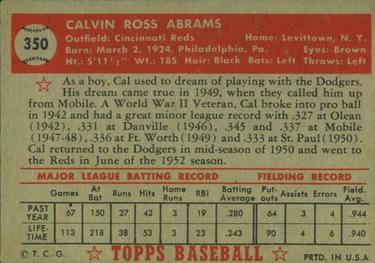 350
CALVIN ROSS ABRAMS
Outfield: Cincinnati Reds Home: Levittown, N. Y.
Born: March 2, 1924, Philadelphia, Pa. Eyes: Brown
Ht.: 5'11½" Wt.: 185 Hair: Black Bats: Left Throws: Left
As a boy, Cal used to dream of playing with the Dodgers.
His dream came true in 1949, when they called him up
from Mobile. A World War II Veteran, Cal broke into pro ball
in 1942 and had a great minor league record with .327 at Olean
(1942), .331 at Danville (1946), .345 and .337 at Mobile
(1947-48), .336 at Ft. Worth (1949) and .333 at St. Paul (1950).
Cal returned to the Dodgers in mid-season of 1950 and went
to the Reds in June of the 1952 season.
MAJOR LEAGUE BATTING RECORD FIELDING RECORD
Games At Bat Runs Hits Home Runs RBI Batting Average Put-outs Assists Errors Field. Avg.
PAST YEAR 67 150 27 42 3 19 .280 64 3 4 .944
LIFE-TIME 113 218 38 53 3 23 .243 90 4 6 .940
© T. C. G. TOPPS BASEBALL PRTD. IN U.S.A.